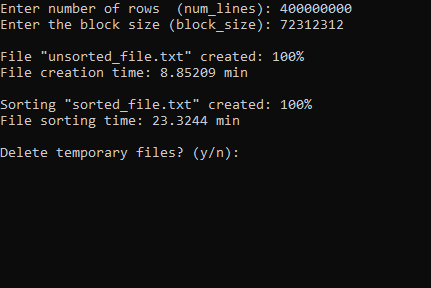 Enter number of rows  (num_lines): 400000000
Enter the block size (block_size): 72312312
File "unsorted_file.txt" created: 100%
File creation time: 8.85209 min
Sorting "sorted_file.txt" created: 100%
File sorting time: 23.3244 min
Delete temporary files? (y/n):